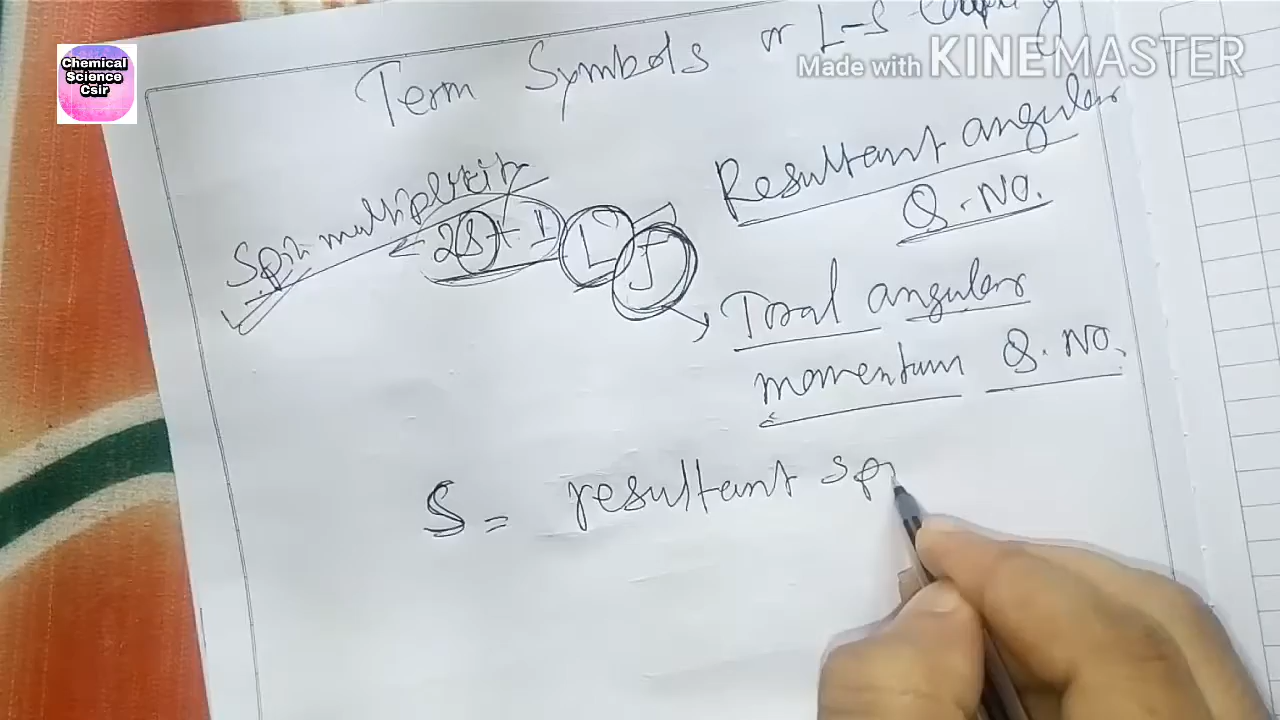 Chemical
Science
Csir
Made with KINEMASTER
Term Symbols or L-S
Spin multiplicity
2S+1 L J
Resultant angular
Q. No.
Total angular
momentum Q. No.
S = resultant sp